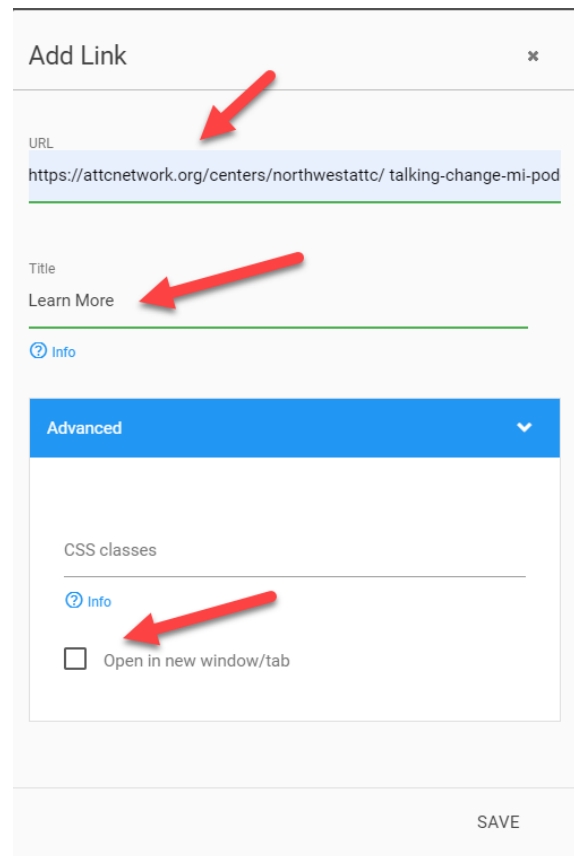 Add Link
URL
https://attcnetwork.org/centers/northwestattc/ talking-change-mi-pod
Title
Learn More
Info
Advanced
CSS classes
Info
Open in new window/tab
SAVE